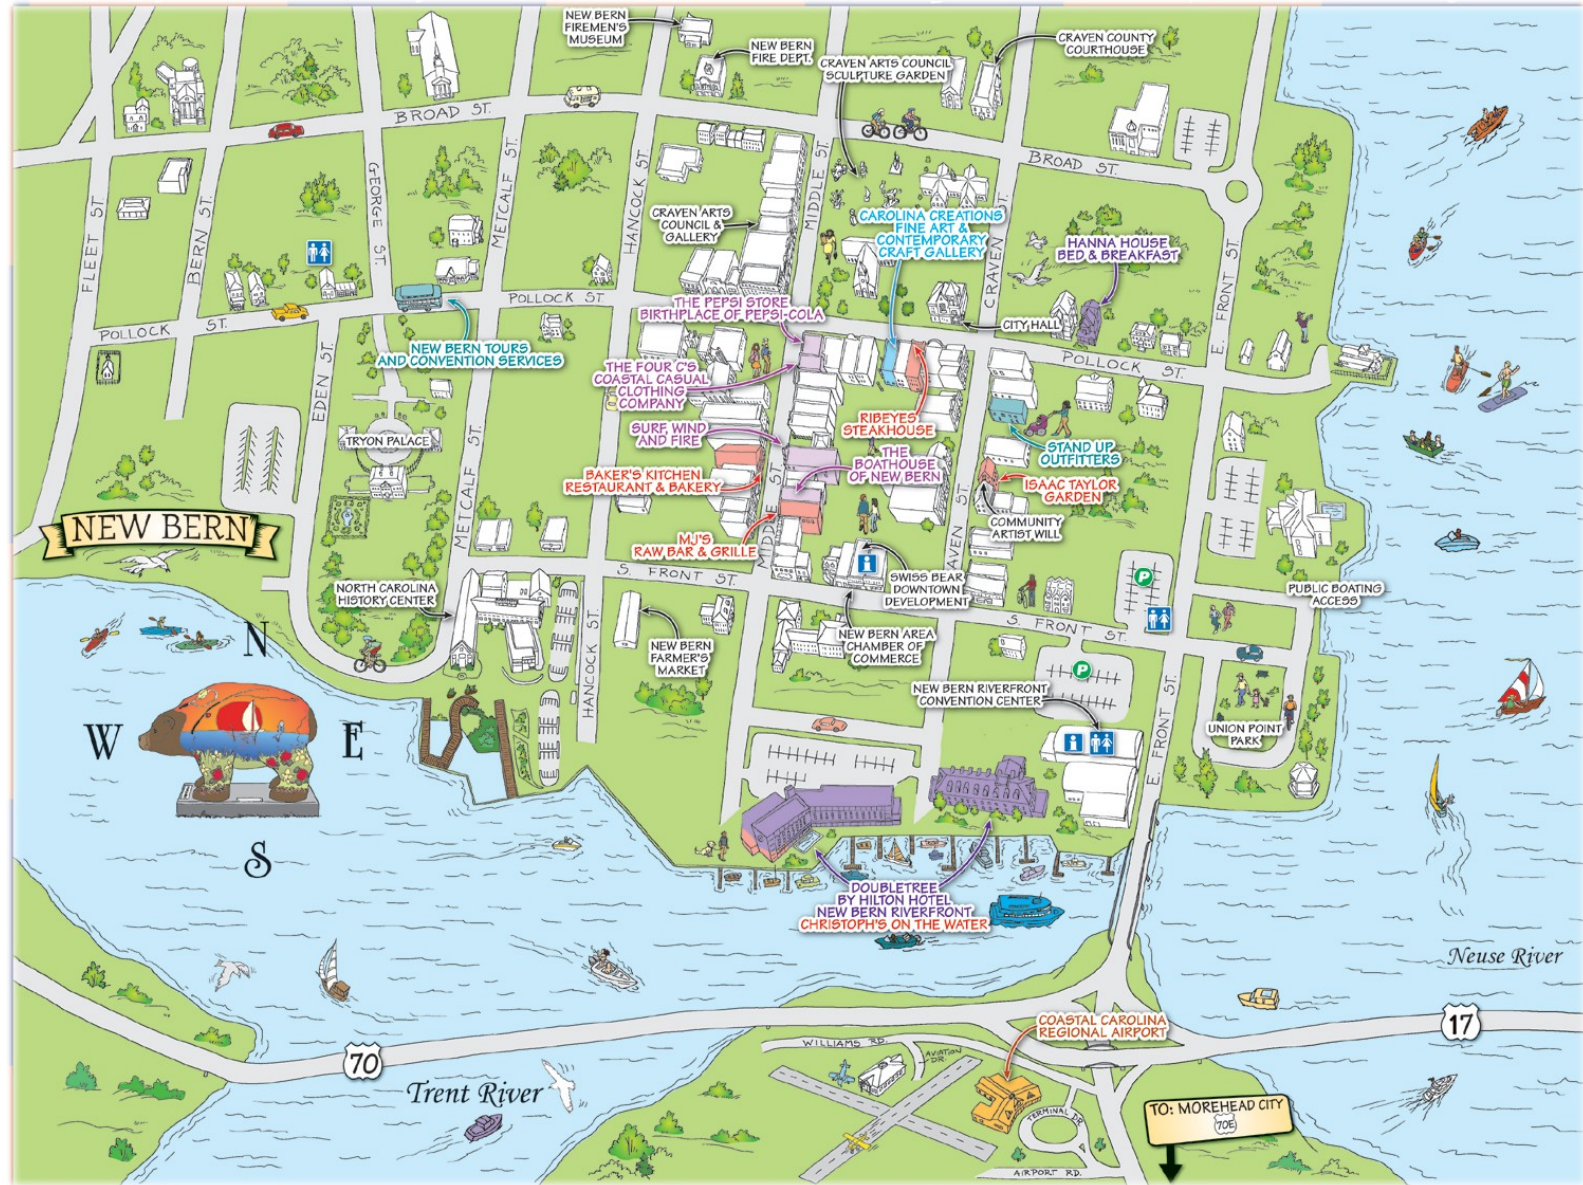 NEW BERN
FIREMEN'S
MUSEUM
NEW BERN
FIRE DEPT.
CRAVEN ARTS COUNCIL
SCULPTURE GARDEN
CRAVEN COUNTY
COURTHOUSE
BROAD ST.
BROAD ST.
FLEET ST
BERN ST.
GEORGE ST.
METCALF ST.
HANCOCK ST.
MIDDLE ST.
CRAVEN ST.
E. FRONT ST.
CRAVEN ARTS
COUNCIL &
GALLERY
CAROLINA CREATIONS
FINE ART &
CONTEMPORARY
CRAFT GALLERY
HANNA HOUSE
BED & BREAKFAST
THE PEPSI STORE
BIRTHPLACE OF PEPSI-COLA
CITY HALL
POLLOCK ST.
POLLOCK ST.
POLLOCK ST.
NEW BERN TOURS
AND CONVENTION SERVICES
THE FOUR C'S
COASTAL CASUAL
CLOTHING
COMPANY
RIBEYES
STEAKHOUSE
EDEN ST.
TRYON PALACE
METCALF ST.
SURF, WIND
AND FIRE
THE
BOATHOUSE
OF NEW BERN
STAND UP
OUTFITTERS
BAKER'S KITCHEN
RESTAURANT & BAKERY
ISAAC TAYLOR
GARDEN
COMMUNITY
ARTIST WILL
NEW BERN
MJ'S
RAW BAR & GRILLE
MIDDLE ST
AVEN ST.
i
P
S. FRONT ST.
SWISS BEAR
DOWNTOWN
DEVELOPMENT
NORTH CAROLINA
HISTORY CENTER
PUBLIC BOATING
ACCESS
S. FRONT ST.
NEW BERN
FARMER'S
MARKET
NEW BERN AREA
CHAMBER OF
COMMERCE
HANCOCK ST.
P
NEW BERN RIVERFRONT
CONVENTION CENTER
E. FRONT ST.
UNION POINT
PARK
i
N
W
E
S
DOUBLETREE
BY HILTON HOTEL
NEW BERN RIVERFRONT
CHRISTOPH'S ON THE WATER
Neuse River
17
COASTAL CAROLINA
REGIONAL AIRPORT
WILLIAMS RD.
AVIATION
DR.
70
Trent River
TERMINAL DR.
TO: MOREHEAD CITY
70E
AIRPORT RD.